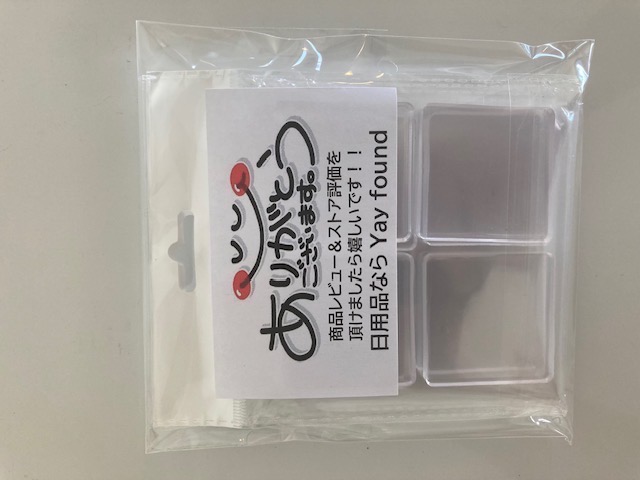 ありがとう
ございます。
商品レビュー&ストア評価を
頂けましたら嬉しいです!!
日用品なら Yay found